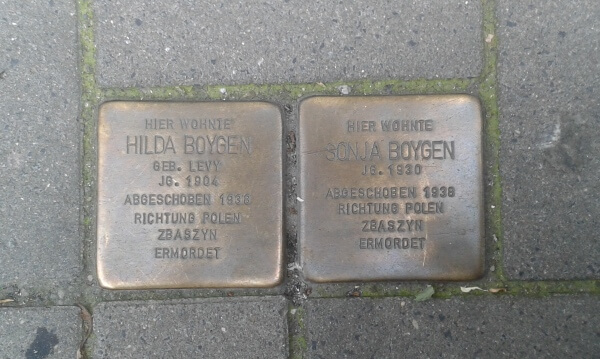 HIER WOHNTE
HILDA BOYGEN
GEB. LEVY
JG. 1904
ABGESCHOBEN 1938
RICHTUNG POLEN
ZBASZYN
ERMORDET
HIER WOHNTE
SONJA BOYGEN
JG. 1930
ABGESCHOBEN 1938
RICHTUNG POLEN
ZBASZYN
ERMORDET